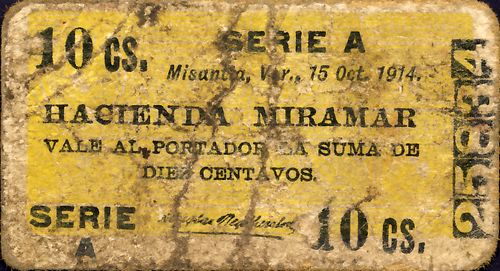 10 CS. SERIE A
Misantla, Ver., 15 Oct. 1914.
HACIENDA MIRAMAR
VALE AL PORTADOR LA SUMA DE
DIEZ CENTAVOS.
SERIE
A
10 CS.